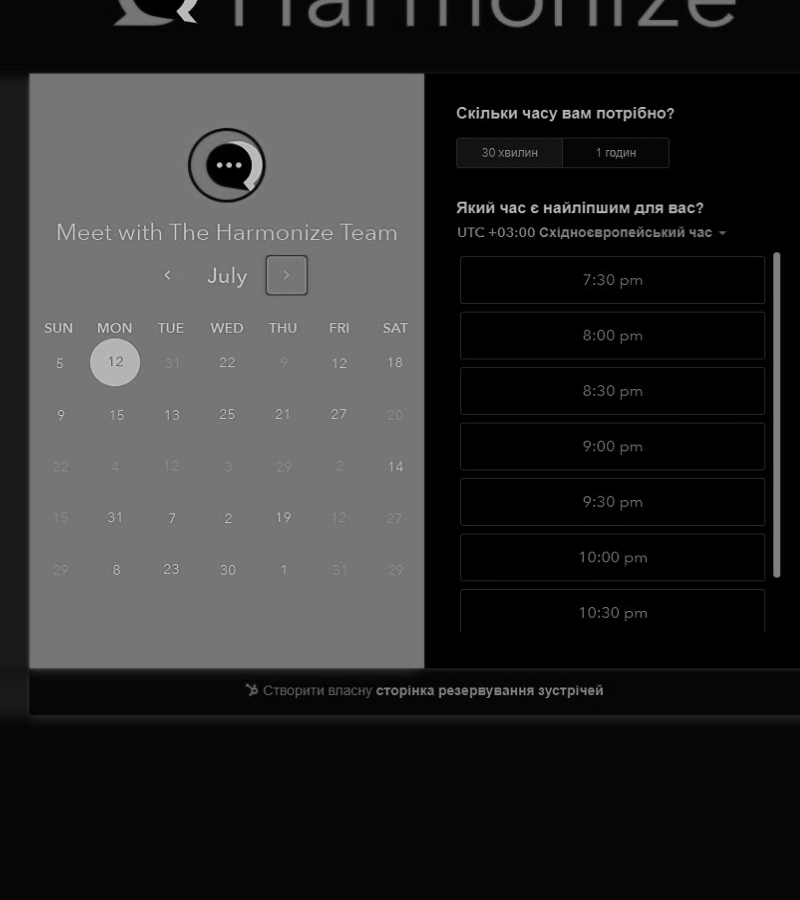 Harmonize
Meet with The Harmonize Team
July
SUN MON TUE WED THU FRI SAT
5 12 31 22 9 12 18
9 15 13 25 21 27 20
22 4 12 3 29 2 14
15 31 7 2 19 12 27
29 8 23 30 1 31 29
Скільки часу вам потрібно?
30 хвилин 1 годин
Який час є найліпшим для вас?
UTC +03:00 Східноєвропейський час
7:30 pm
8:00 pm
8:30 pm
9:00 pm
9:30 pm
10:00 pm
10:30 pm
Створити власну сторінка резервування зустрічей